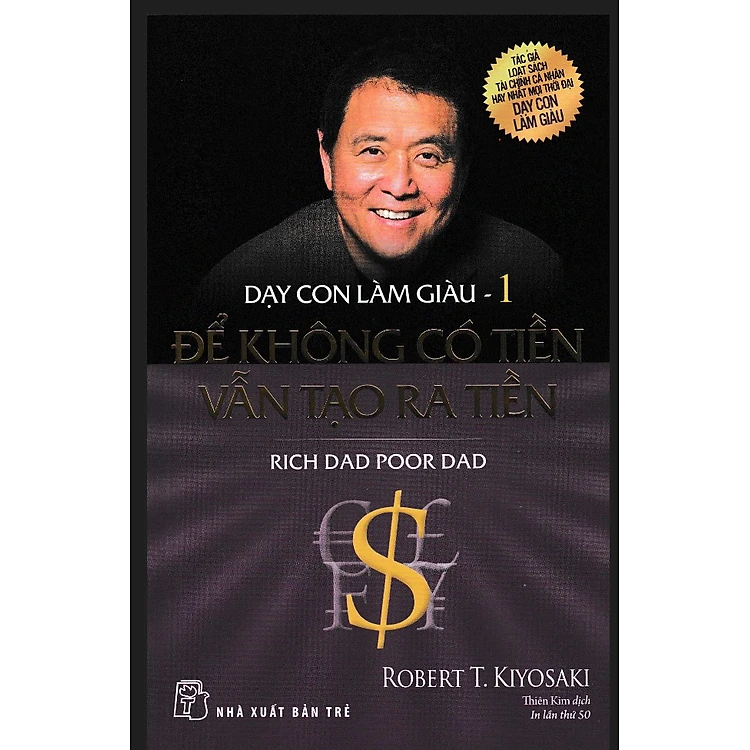 TÁC GIẢ
LOẠT SÁCH
TÀI CHÍNH CÁ NHÂN
HAY NHẤT MỌI THỜI ĐẠI
DẠY CON
LÀM GIÀU
DẠY CON LÀM GIÀU - 1
ĐỂ KHÔNG CÓ TIỀN
VẪN TẠO RA TIỀN
RICH DAD POOR DAD
$
ROBERT T. KIYOSAKI
Thiên Kim dịch
In lần thứ 50
NHÀ XUẤT BẢN TRẺ